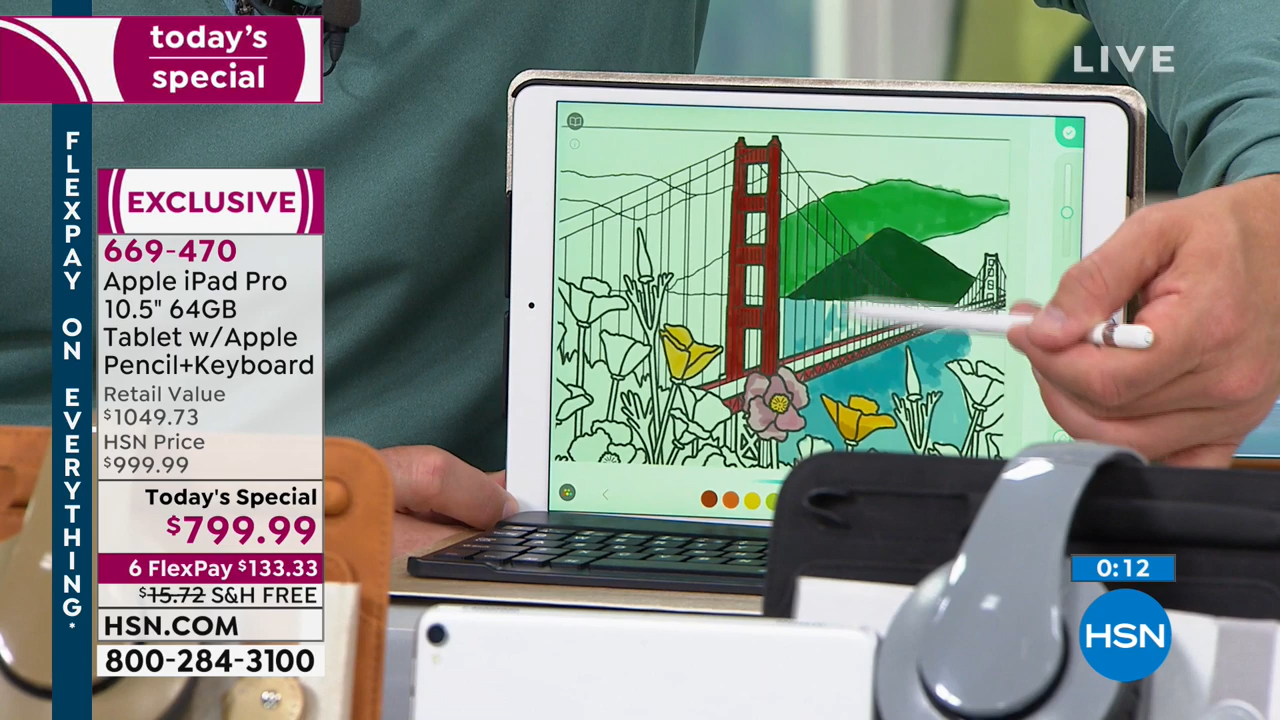 today's
special
LIVE
FLEXPAY ON EVERYTHING*
EXCLUSIVE
669-470
Apple iPad Pro
10.5" 64GB
Tablet w/Apple
Pencil+Keyboard
Retail Value
$1049.73
HSN Price
$999.99
Today's Special
$799.99
6 FlexPay $133.33
$15.72 S&H FREE
HSN.COM
800-284-3100
0:12
HSN